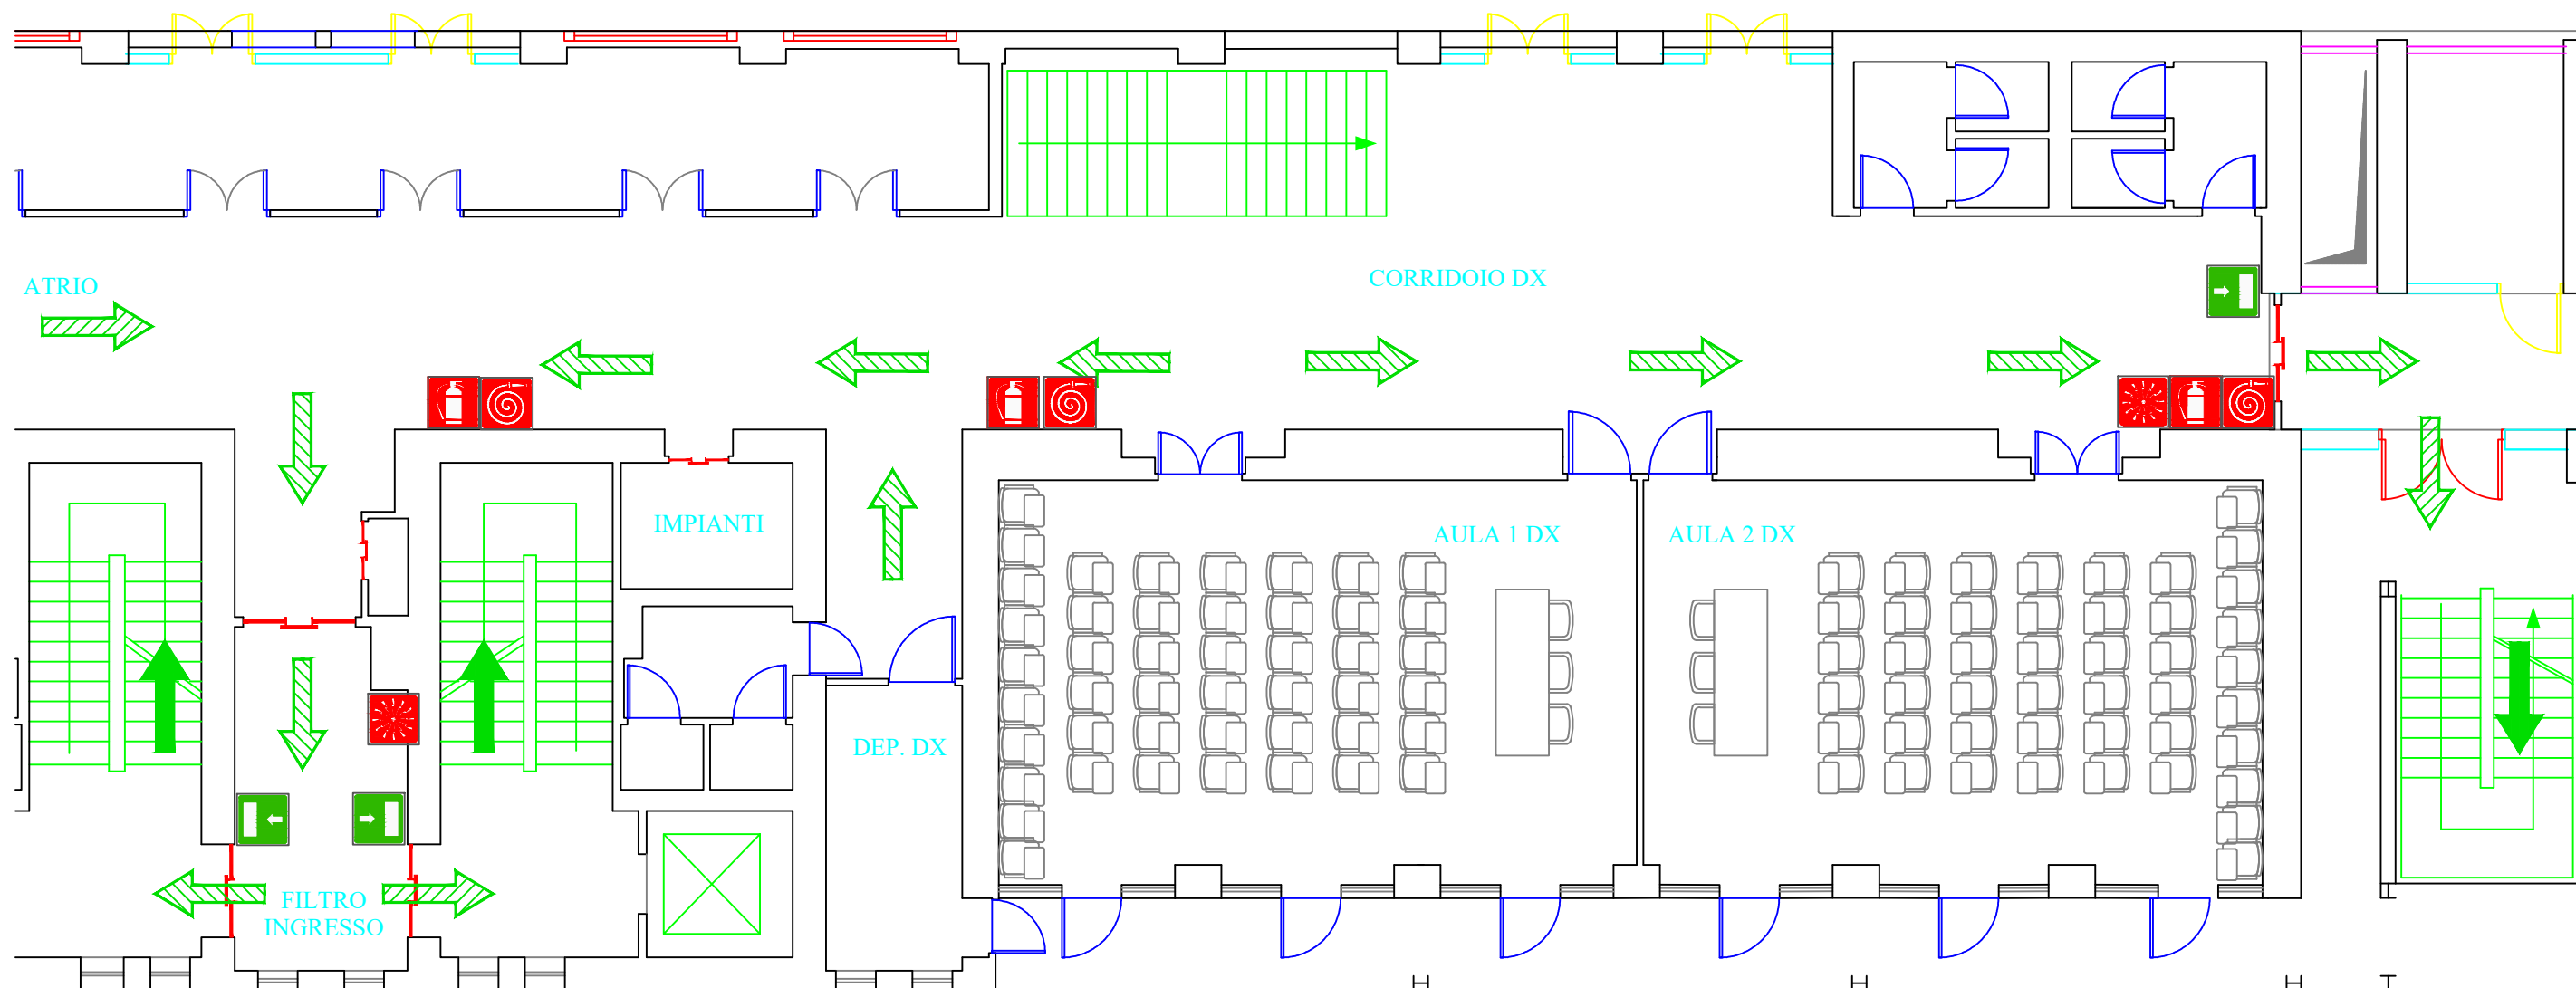 ATRIO
CORRIDOIO DX
IMPIANTI
AULA 1 DX
AULA 2 DX
DEP. DX
FILTRO
INGRESSO